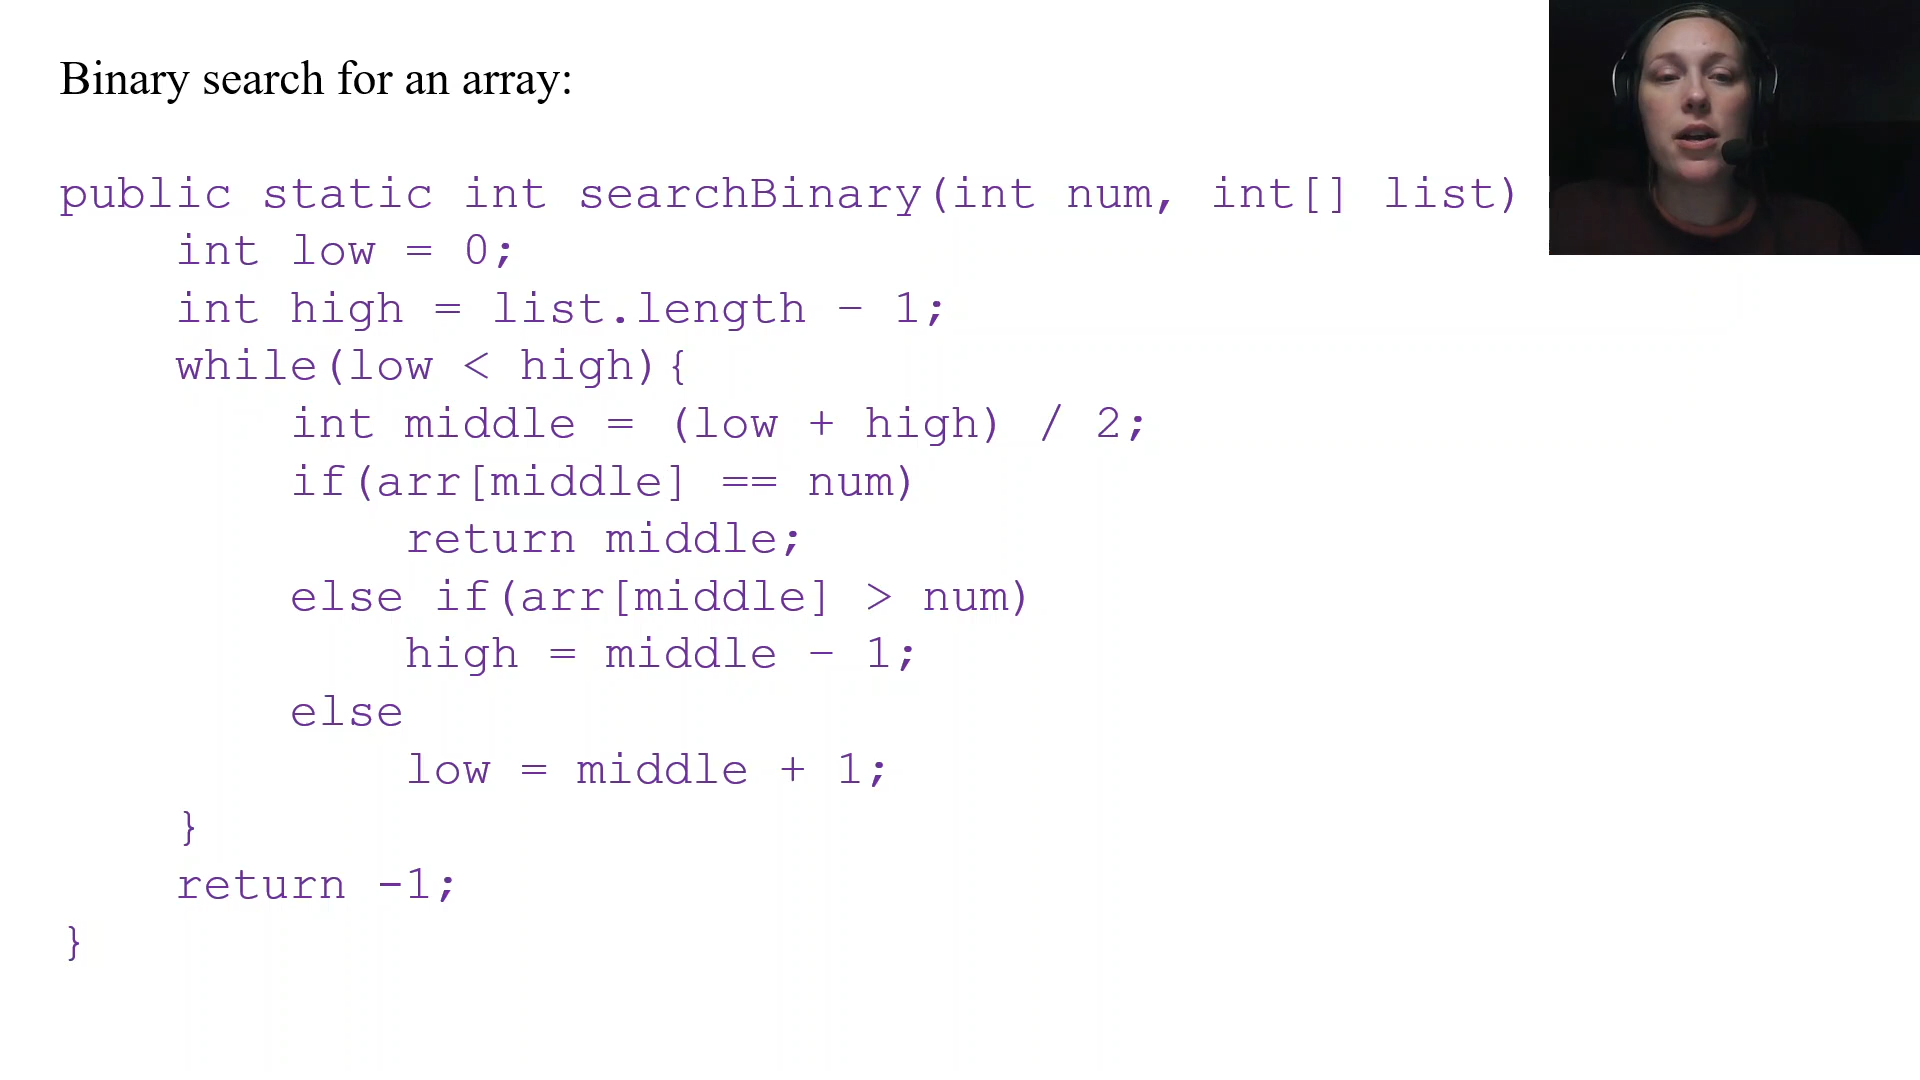 Binary search for an array:
public static int searchBinary(int num, int[] list)
int low = 0;
int high = list.length – 1;
while(low < high){
int middle = (low + high) / 2;
if(arr[middle] == num)
return middle;
else if(arr[middle] > num)
high = middle – 1;
else
low = middle + 1;
}
return -1;
}